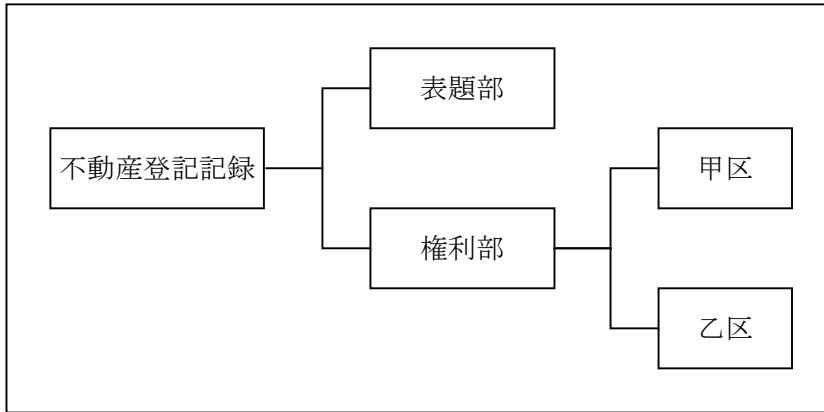 不動産登記記録
表題部
権利部
甲区
乙区